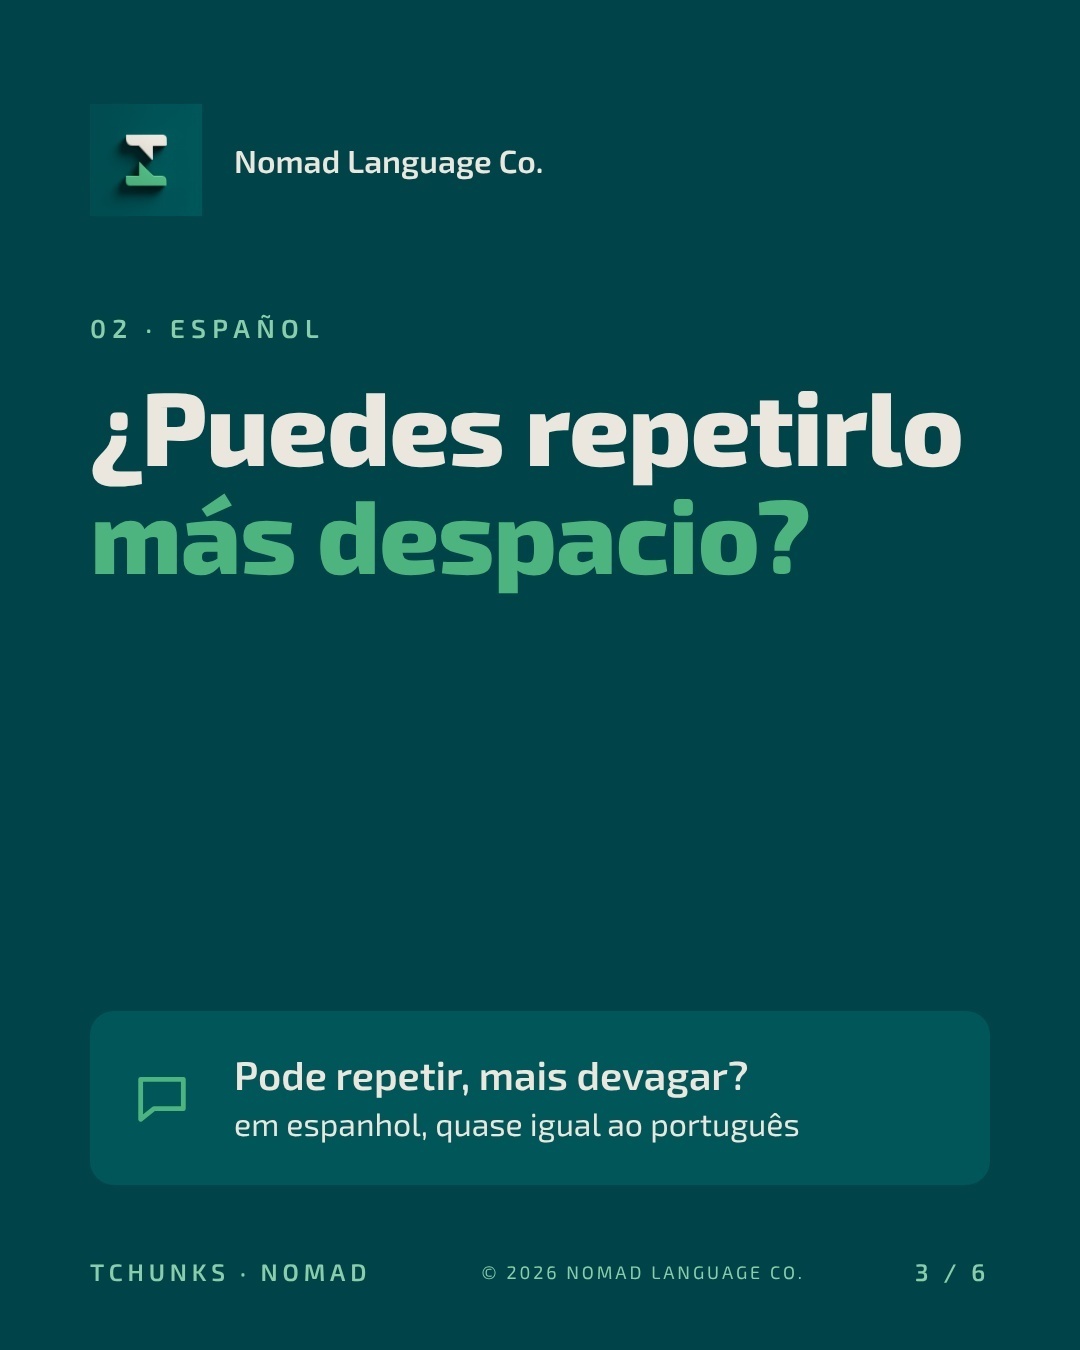 Nomad Language Co.
02 · ESPAÑOL
¿Puedes repetirlo
más despacio?
Pode repetir, mais devagar?
em espanhol, quase igual ao português
TCHUNKS · NOMAD
© 2026 NOMAD LANGUAGE CO.
3 / 6